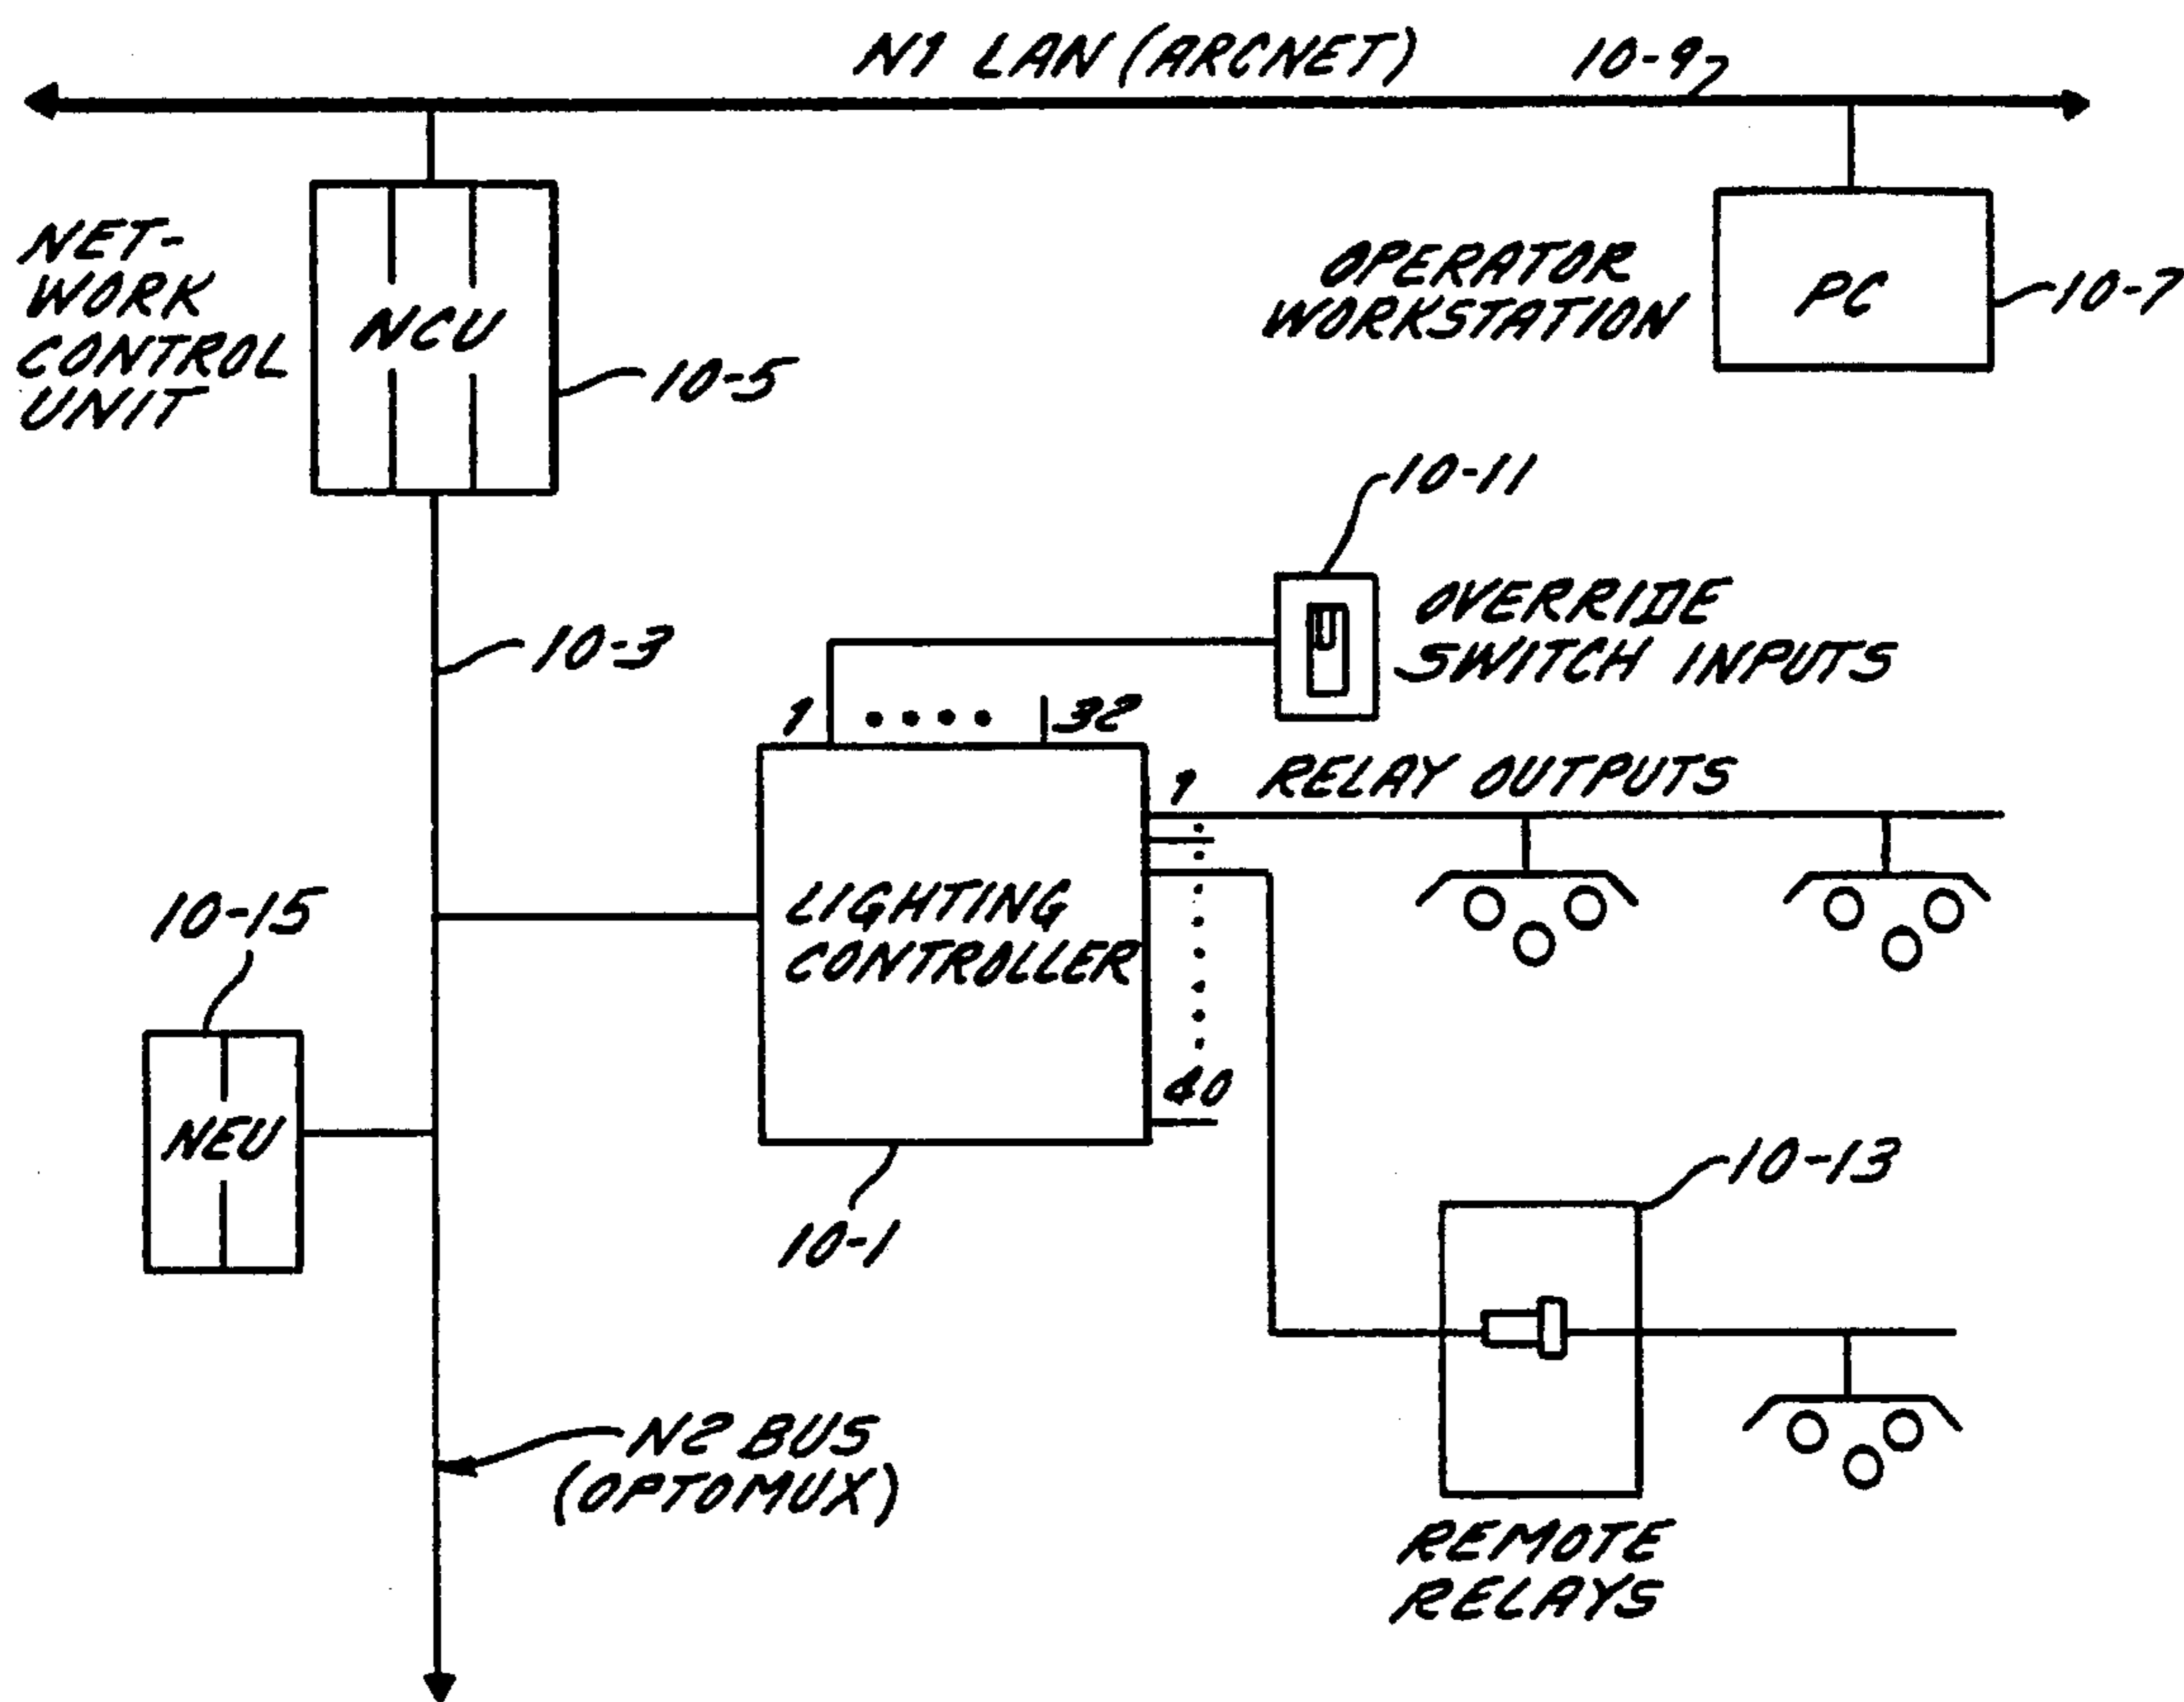 N1 LAN (ARCNET)
10-9
NET-
WORK
CONTROL
UNIT
NCU
10-5
OPERATOR
WORKSTATION
PC
10-7
10-11
OVERRIDE
SWITCH INPUTS
10-3
1
32
1
RELAY OUTPUTS
LIGHTING
CONTROLLER
40
10-15
NEU
10-1
10-13
N2 BUS
(OPTOMUX)
REMOTE
RELAYS